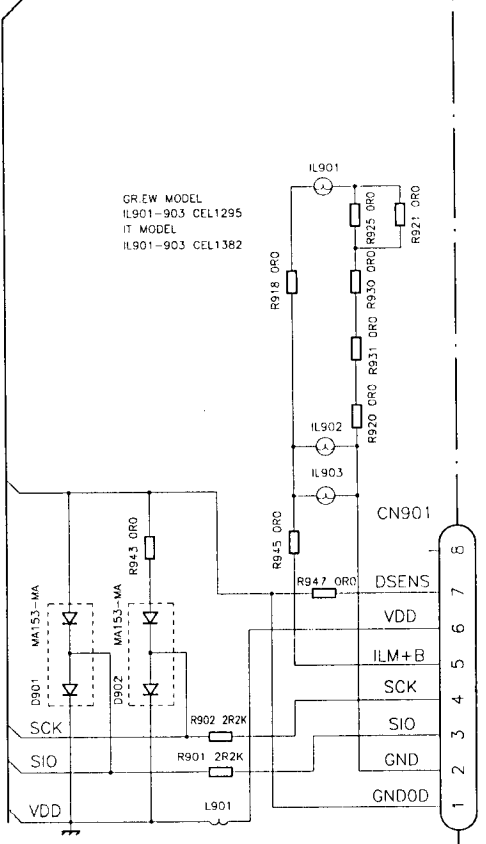 IL901
GR.EW MODEL
IL901-903 CEL1295
IT MODEL
IL901-903 CEL1382
R925 0R0
R921 0R0
R918 0R0
R930 0R0
R931 0R0
R920 0R0
IL902
IL903
CN901
R943 0R0
R945 0R0
8
R947 0R0
DSENS
7
MA153-MA
MA153-MA
VDD
6
ILM+B
5
D901
D902
SCK
4
SCK
R902 2R2K
SIO
3
SIO
R901 2R2K
GND
2
VDD
L901
GNDOD
1